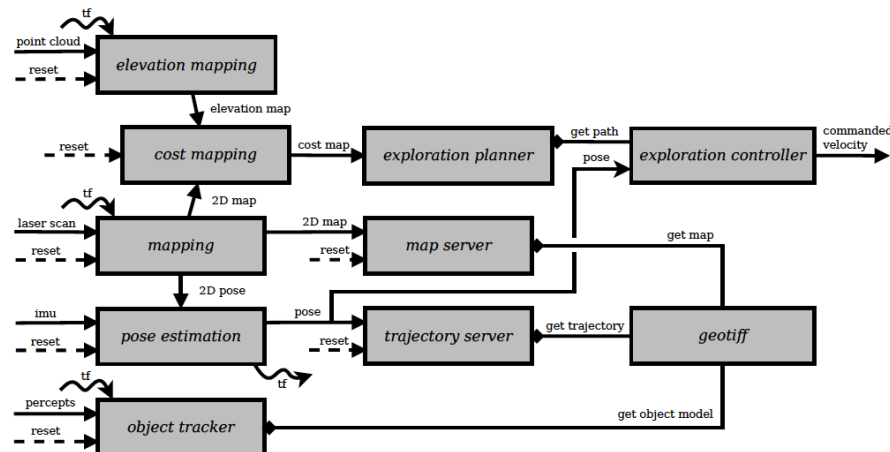 tf
point cloud
reset
elevation mapping
elevation map
reset
cost mapping
cost map
exploration planner
get path
pose
exploration controller
commanded
velocity
2D map
tf
laser scan
reset
mapping
2D map
reset
map server
get map
2D pose
imu
reset
pose estimation
pose
reset
trajectory server
get trajectory
geotiff
tf
tf
percepts
reset
object tracker
get object model